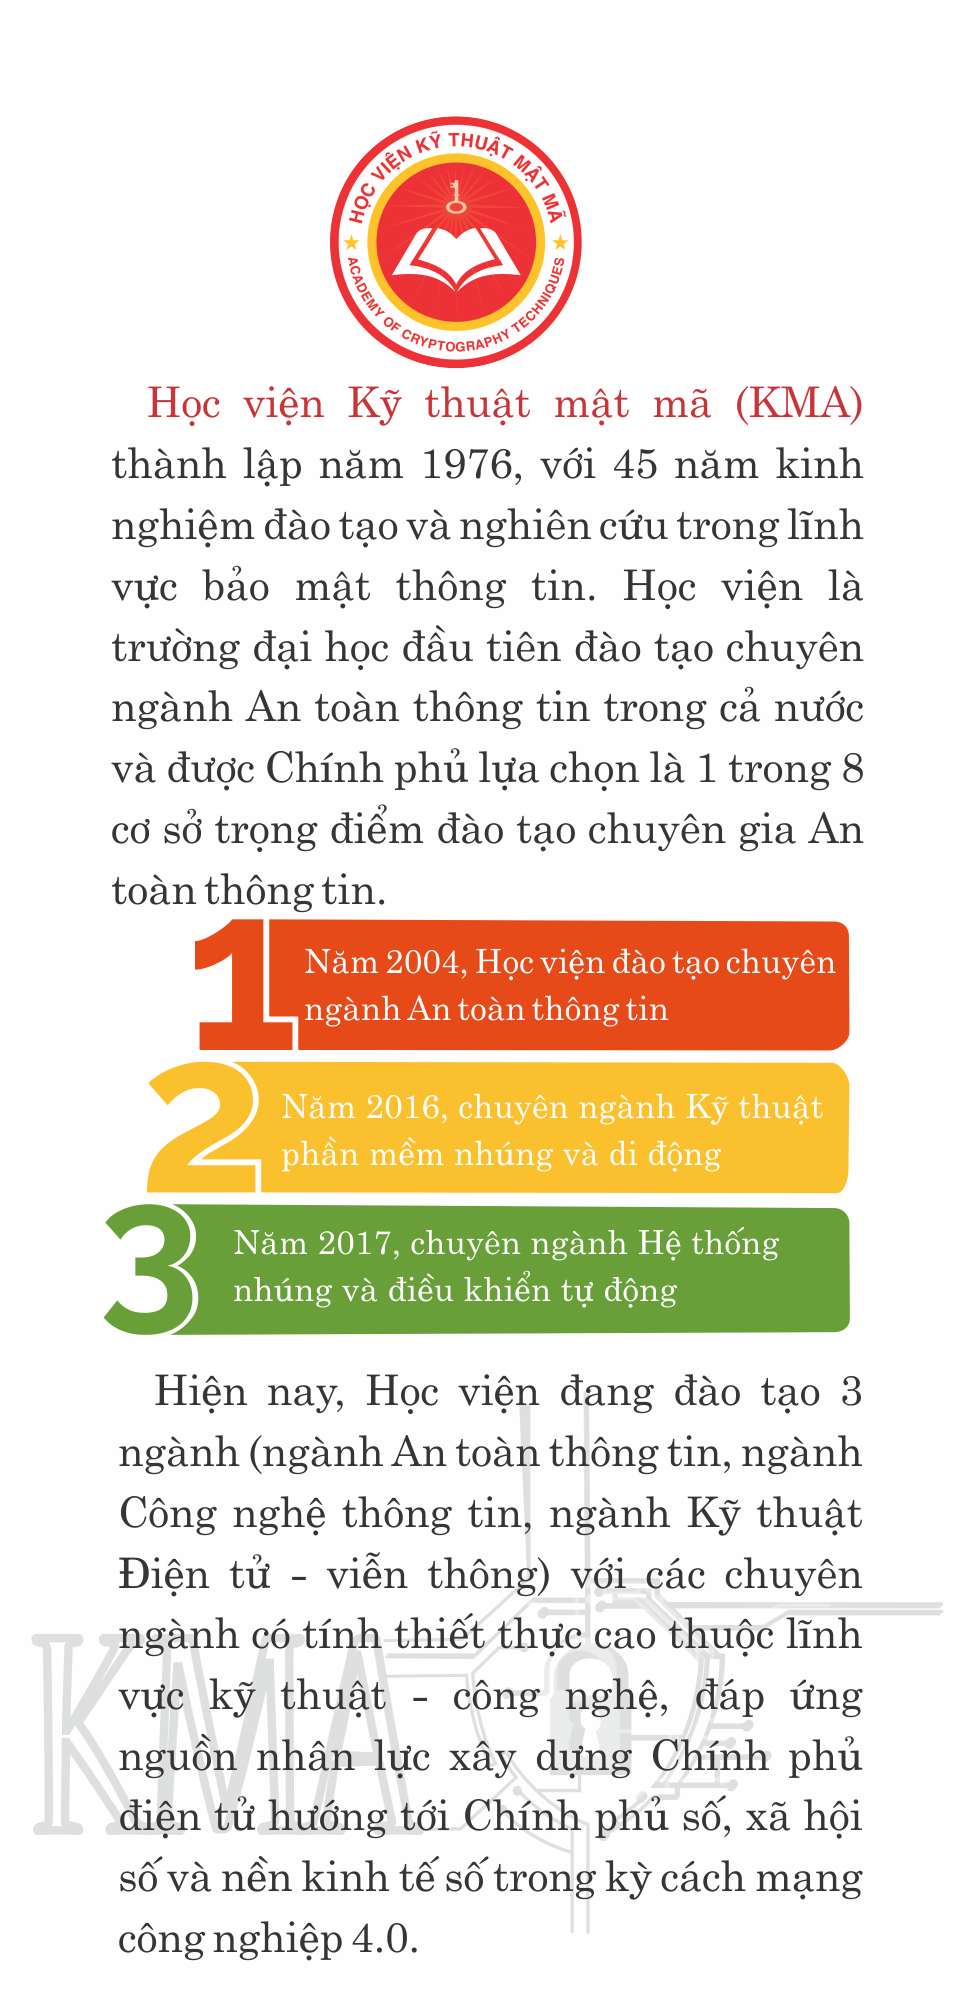 HỌC VIỆN KỸ THUẬT MẬT MÃ
ACADEMY OF CRYPTOGRAPHY TECHNIQUES
Học viện Kỹ thuật mật mã (KMA)
thành lập năm 1976, với 45 năm kinh
nghiệm đào tạo và nghiên cứu trong lĩnh
vực bảo mật thông tin. Học viện là
trường đại học đầu tiên đào tạo chuyên
ngành An toàn thông tin trong cả nước
và được Chính phủ lựa chọn là 1 trong 8
cơ sở trọng điểm đào tạo chuyên gia An
toàn thông tin.
1
Năm 2004, Học viện đào tạo chuyên
ngành An toàn thông tin
2
Năm 2016, chuyên ngành Kỹ thuật
phần mềm nhúng và di động
3
Năm 2017, chuyên ngành Hệ thống
nhúng và điều khiển tự động
Hiện nay, Học viện đang đào tạo 3
ngành (ngành An toàn thông tin, ngành
Công nghệ thông tin, ngành Kỹ thuật
Điện tử - viễn thông) với các chuyên
ngành có tính thiết thực cao thuộc lĩnh
vực kỹ thuật - công nghệ, đáp ứng
nguồn nhân lực xây dựng Chính phủ
điện tử hướng tới Chính phủ số, xã hội
số và nền kinh tế số trong kỳ cách mạng
công nghiệp 4.0.
KMA